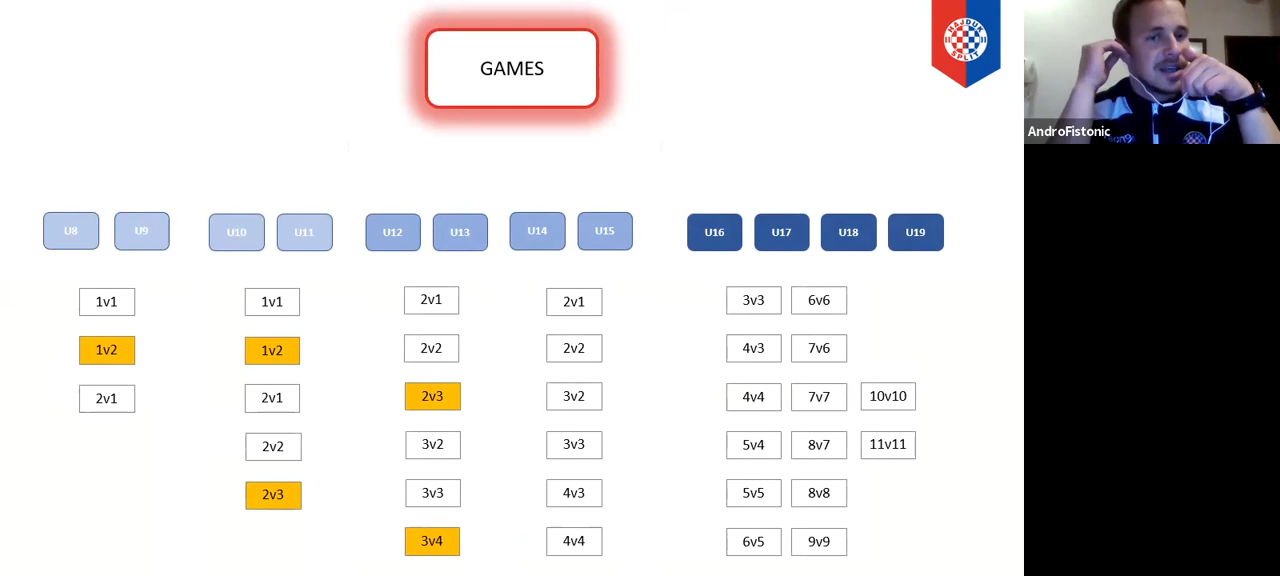 GAMES
HAJDUK
SPLIT
AndroFistonic
U8 U9 U10 U11 U12 U13 U14 U15 U16 U17 U18 U19
1v1 1v1 2v1 2v1 3v3 6v6
1v2 1v2 2v2 2v2 4v3 7v6
2v1 2v1 2v3 3v2 4v4 7v7 10v10
2v2 3v2 3v3 5v4 8v7 11v11
2v3 3v3 4v3 5v5 8v8
3v4 4v4 6v5 9v9